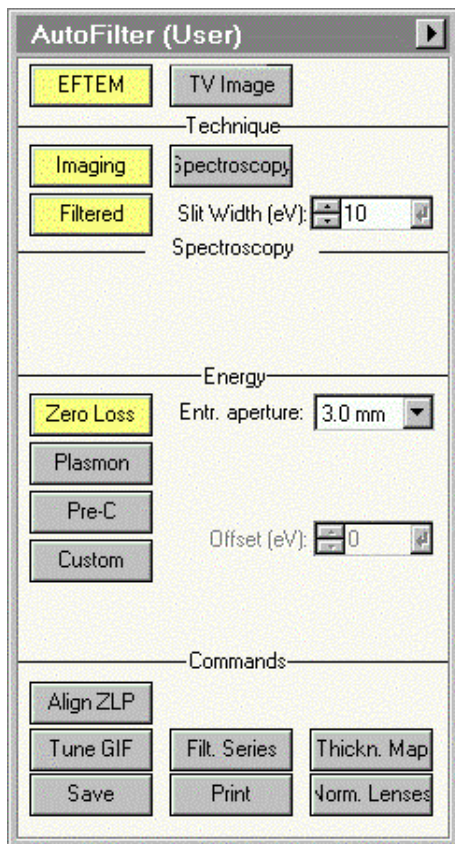 AutoFilter (User)
EFTEM TV Image
Technique
Imaging Spectroscopy
Filtered Slit Width (eV): 10
Spectroscopy
Energy
Zero Loss Entr. aperture: 3.0 mm
Plasmon
Pre-C
Offset (eV): 0
Custom
Commands
Align ZLP
Tune GIF Filt. Series Thickn. Map
Save Print Norm. Lenses